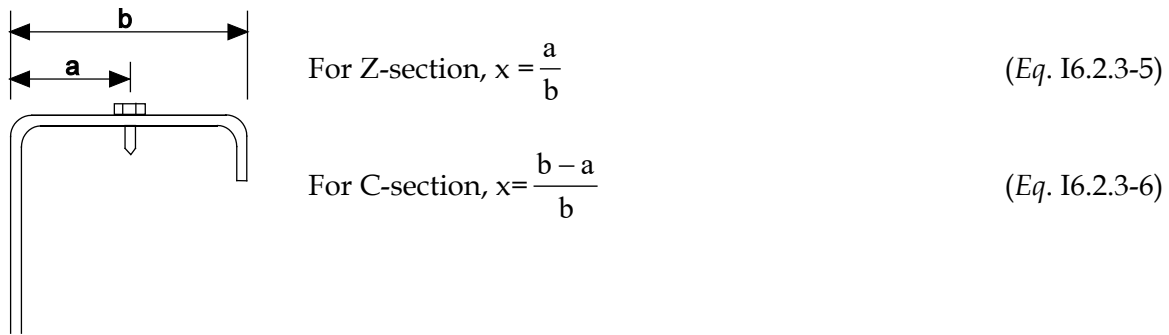 b
a
For Z-section, x = a/b (Eq. I6.2.3-5)
For C-section, x= b − a/b (Eq. I6.2.3-6)